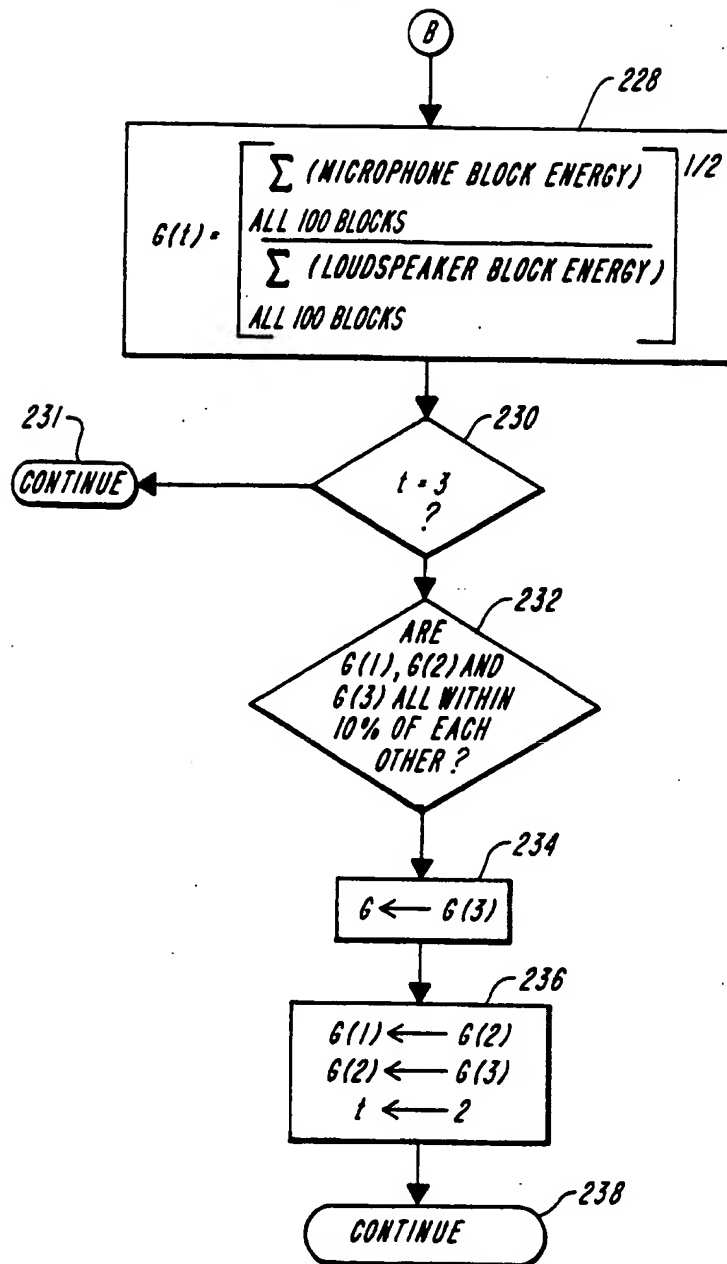 B
228
G(t) = [ Σ (MICROPHONE BLOCK ENERGY) ] 1/2
ALL 100 BLOCKS
Σ (LOUDSPEAKER BLOCK ENERGY)
ALL 100 BLOCKS
231
230
CONTINUE
t = 3
?
232
ARE
G(1), G(2) AND
G(3) ALL WITHIN
10% OF EACH
OTHER ?
234
G ← G(3)
236
G(1) ← G(2)
G(2) ← G(3)
t ← 2
238
CONTINUE